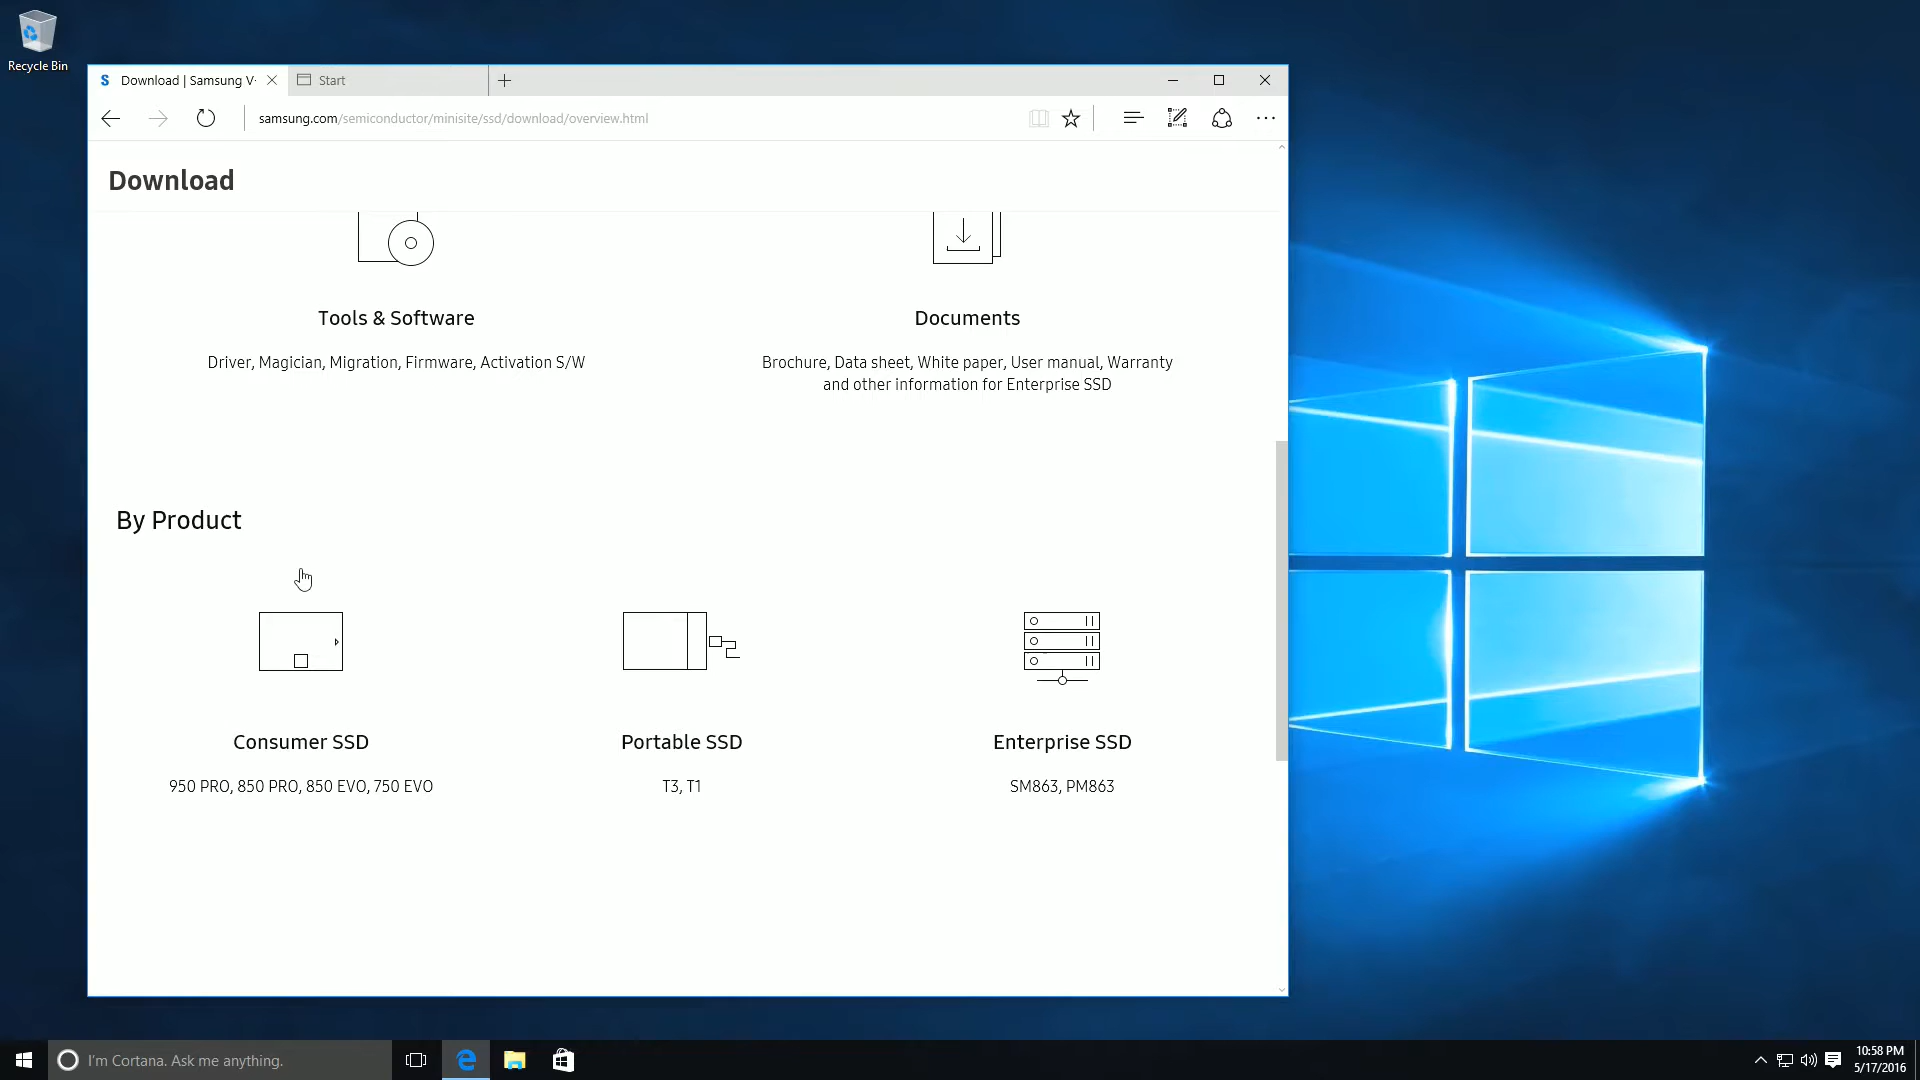 Recycle Bin
S Download | Samsung V-
Start
samsung.com/semiconductor/minisite/ssd/download/overview.html
Download
Tools & Software
Documents
Driver, Magician, Migration, Firmware, Activation S/W
Brochure, Data sheet, White paper, User manual, Warranty
and other information for Enterprise SSD
By Product
Consumer SSD
Portable SSD
Enterprise SSD
950 PRO, 850 PRO, 850 EVO, 750 EVO
T3, T1
SM863, PM863
I'm Cortana. Ask me anything.
10:58 PM
5/17/2016